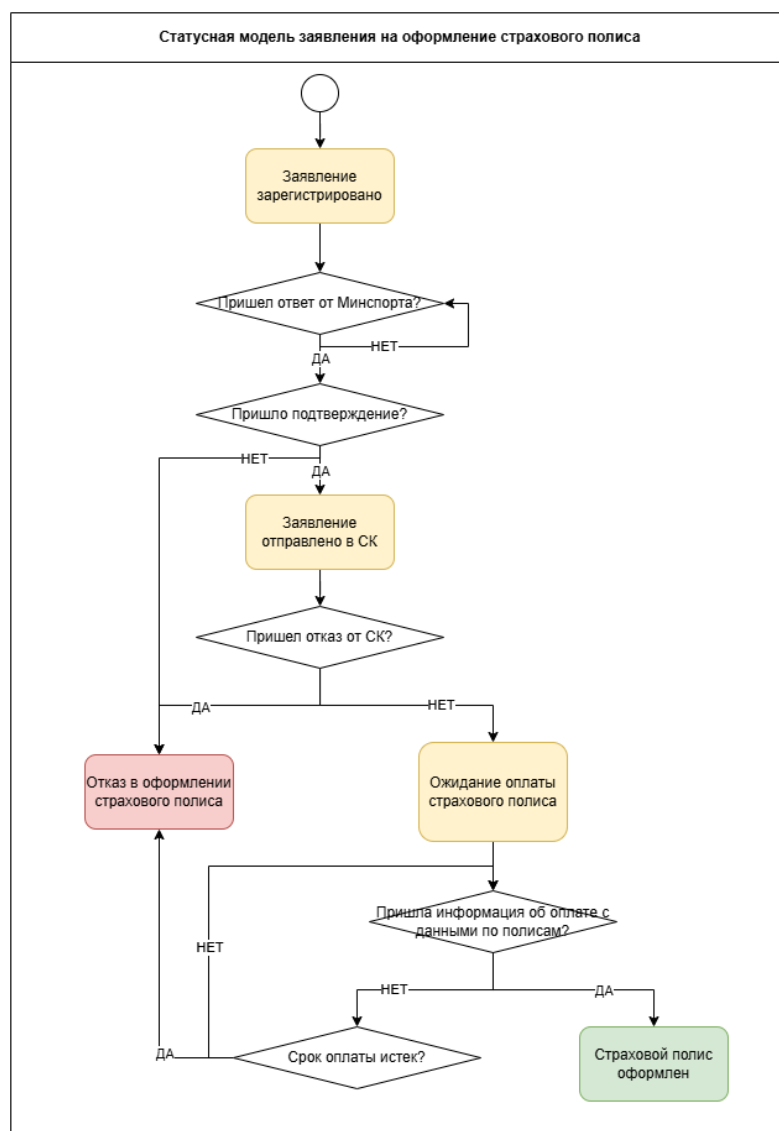 Статусная модель заявления на оформление страхового полиса
Заявление
зарегистрировано
Пришел ответ от Минспорта?
НЕТ
ДА
Пришло подтверждение?
НЕТ
ДА
Заявление
отправлено в СК
Пришел отказ от СК?
ДА
НЕТ
Отказ в оформлении
страхового полиса
Ожидание оплаты
страхового полиса
Пришла информация об оплате с
данными по полисам?
НЕТ
НЕТ
ДА
ДА
Срок оплаты истек?
Страховой полис
оформлен